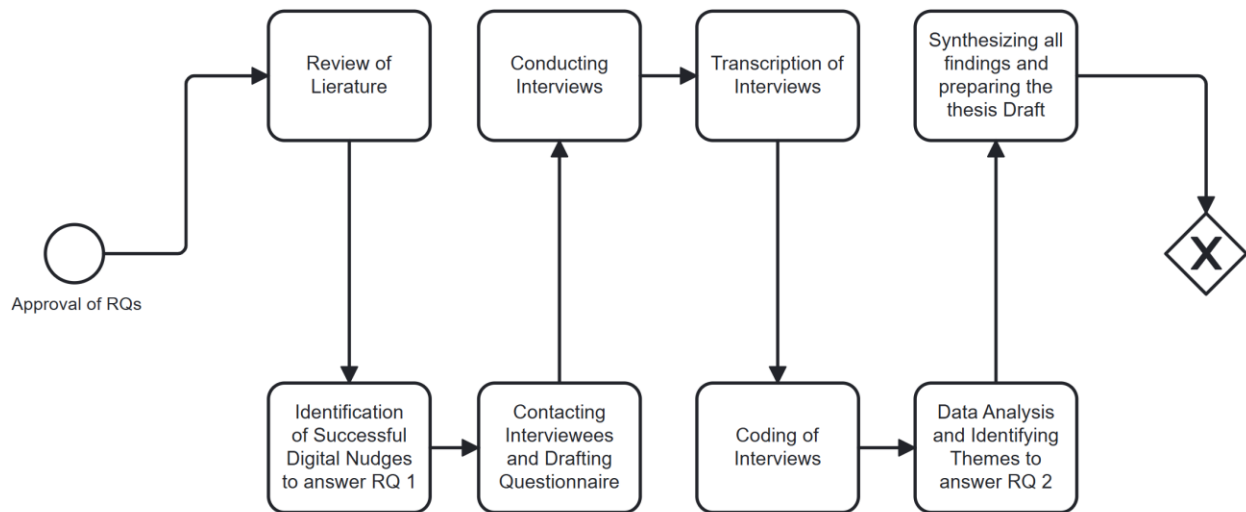 Review of
Lierature
Identification
of Successful
Digital Nudges
to answer RQ 1
Contacting
Interviewees
and Drafting
Questionnaire
Conducting
Interviews
Transcription of
Interviews
Coding of
Interviews
Data Analysis
and Identifying
Themes to
answer RQ 2
Synthesizing all
findings and
preparing the
thesis Draft
Approval of RQs
X